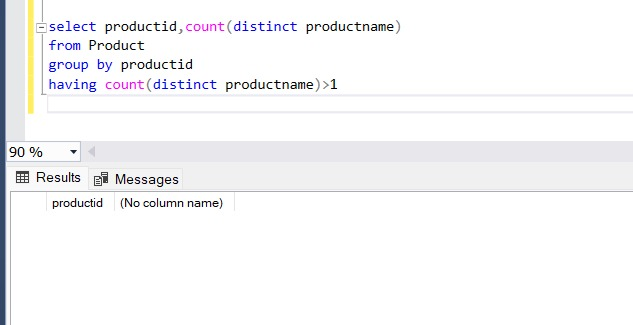 select productid,count(distinct productname)
from Product
group by productid
having count(distinct productname)>1
90 %
Results Messages
productid (No column name)